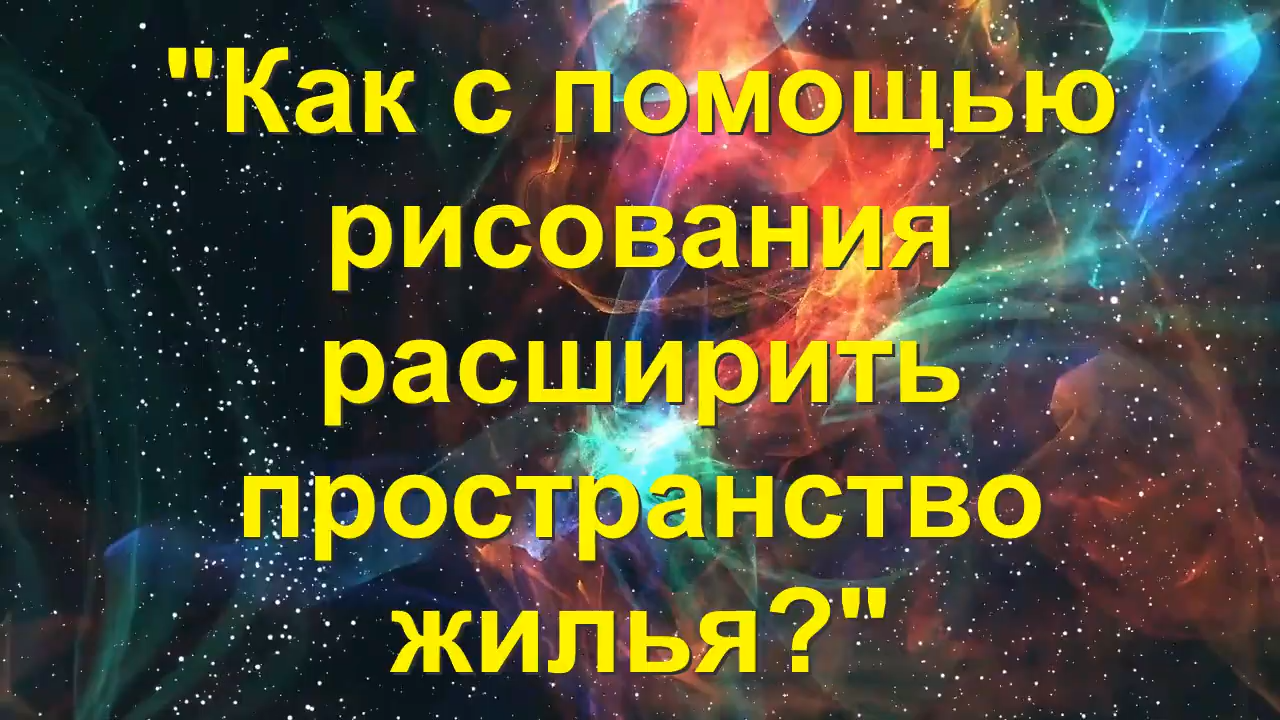 "Как с помощью
рисования
расширить
пространство
жилья?"